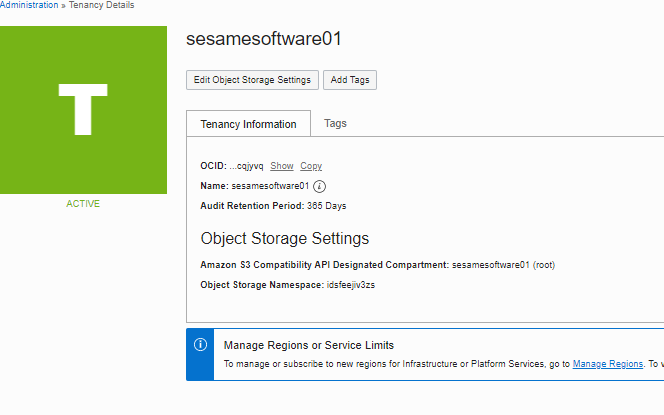 Administration » Tenancy Details
T
ACTIVE
sesamesoftware01
Edit Object Storage Settings Add Tags
Tenancy Information Tags
OCID: ...cqjyvq Show Copy
Name: sesamesoftware01 i
Audit Retention Period: 365 Days
Object Storage Settings
Amazon S3 Compatibility API Designated Compartment: sesamesoftware01 (root)
Object Storage Namespace: idsfeejiv3zs
i Manage Regions or Service Limits
To manage or subscribe to new regions for Infrastructure or Platform Services, go to Manage Regions. To v